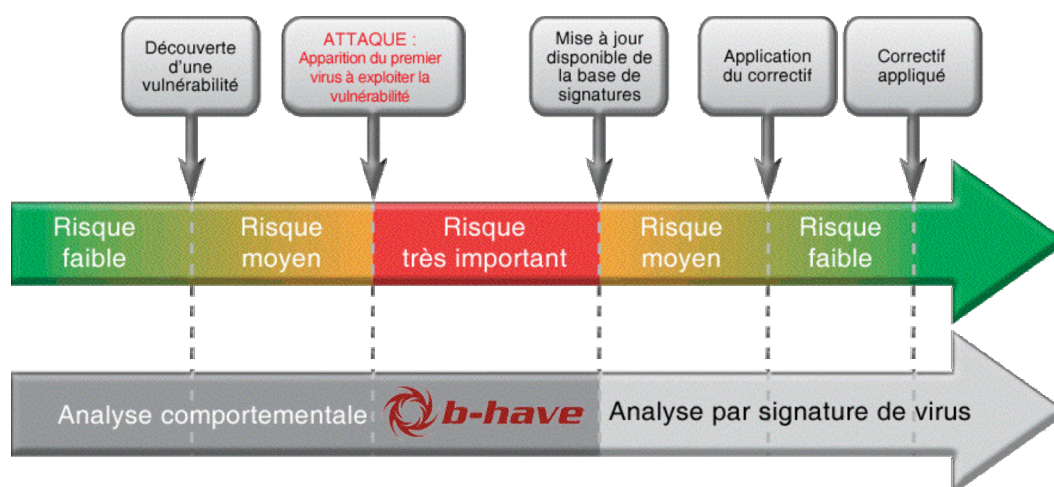 Découverte
d'une
vulnérabilité
ATTAQUE :
Apparition du premier
virus à exploiter la
vulnérabilité
Mise à jour
disponible de
la base de
signatures
Application
du correctif
Correctif
appliqué
Risque
faible
Risque
moyen
Risque
très important
Risque
moyen
Risque
faible
Analyse comportementale
b-have
Analyse par signature de virus